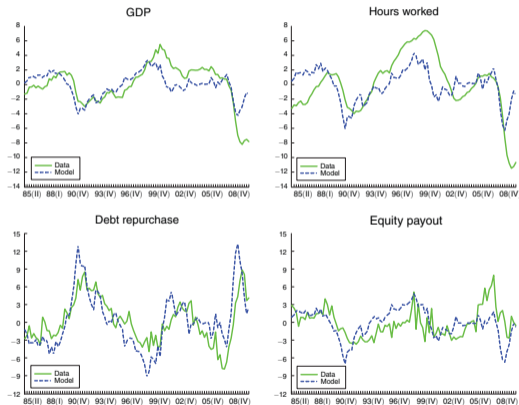 GDP
8
6
4
2
0
−2
−4
−6
−8
−10
−12
−14
Data
Model
85(II) 88(I) 90(IV) 93(IV) 96(IV) 99(IV) 02(IV) 05(IV) 08(IV)
Hours worked
8
6
4
2
0
−2
−4
−6
−8
−10
−12
−14
Data
Model
85(II) 88(I) 90(IV) 93(IV) 96(IV) 99(IV) 02(IV) 05(IV) 08(IV)
Debt repurchase
15
12
9
6
3
0
−3
−6
−9
−12
Data
Model
85(II) 88(I) 90(IV) 93(IV) 96(IV) 99(IV) 02(IV) 05(IV) 08(IV)
Equity payout
15
12
9
6
3
0
−3
−6
−9
−12
Data
Model
85(II) 88(I) 90(IV) 93(IV) 96(IV) 99(IV) 02(IV) 05(IV) 08(IV)